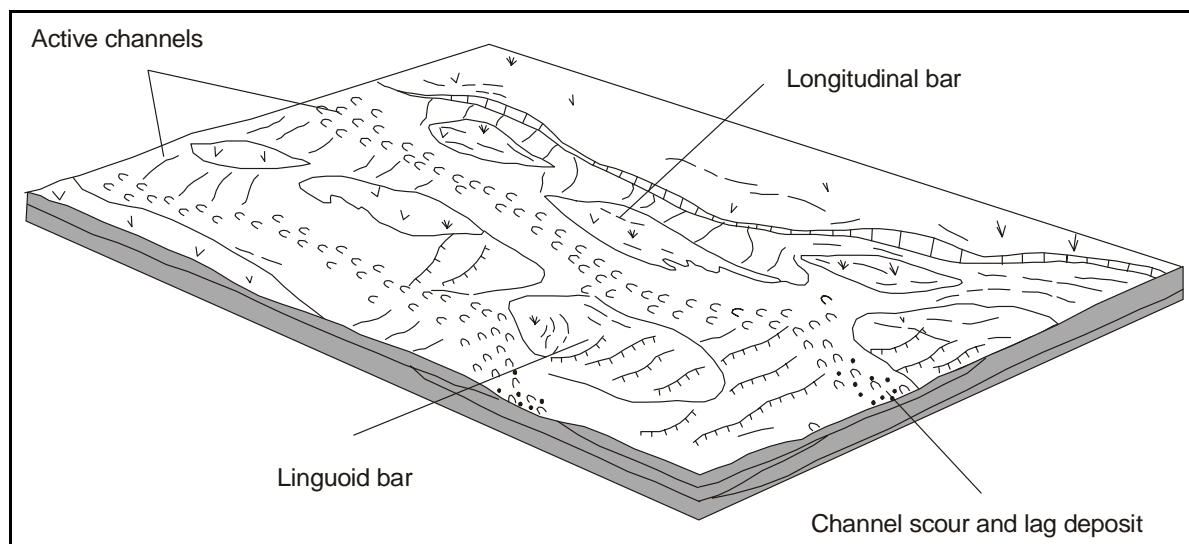 Active channels
Longitudinal bar
Linguoid bar
Channel scour and lag deposit